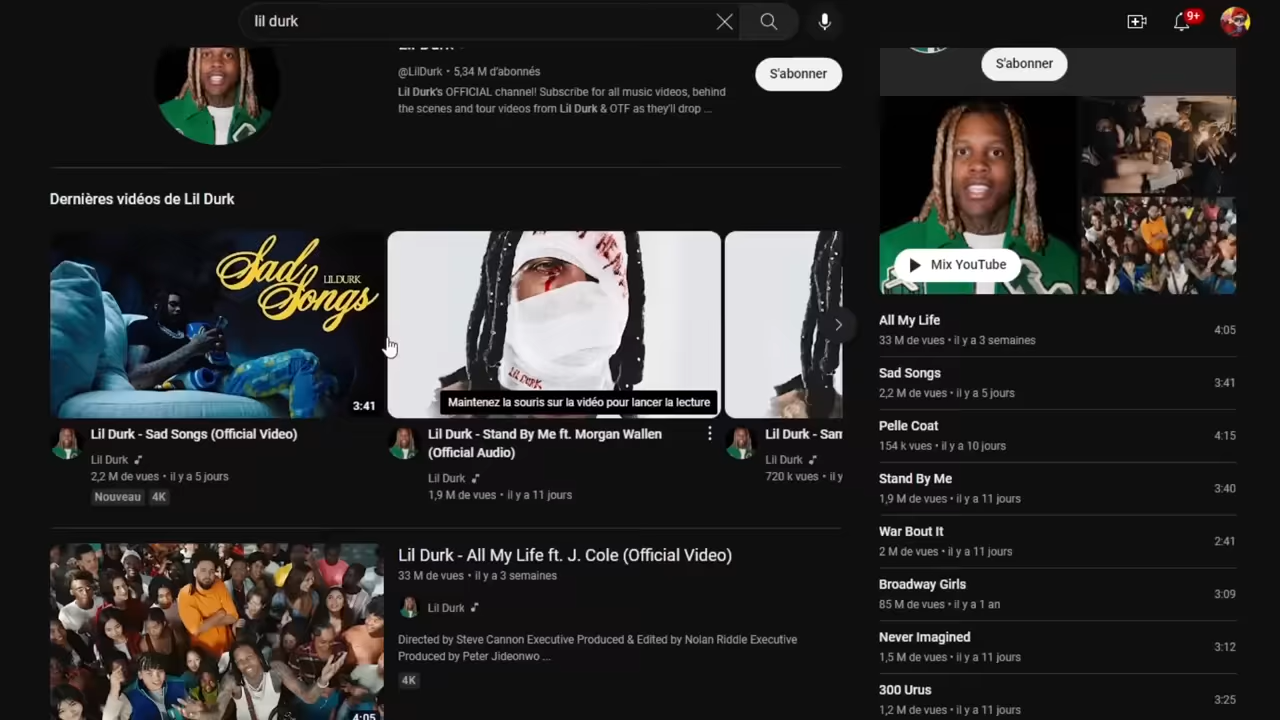 lil durk
9+
@LilDurk • 5,34 M d'abonnés
Lil Durk's OFFICIAL channel! Subscribe for all music videos, behind
the scenes and tour videos from Lil Durk & OTF as they'll drop ...
S'abonner
S'abonner
Dernières vidéos de Lil Durk
Sad
LIL DURK
Songs
3:41
LIL DURK
Maintenez la souris sur la vidéo pour lancer la lecture
Lil Durk - Sad Songs (Official Video)
Lil Durk
2,2 M de vues • il y a 5 jours
Nouveau
4K
Lil Durk - Stand By Me ft. Morgan Wallen
(Official Audio)
Lil Durk
1,9 M de vues • il y a 11 jours
Lil Durk
720 k vues • il y
Lil Durk - All My Life ft. J. Cole (Official Video)
33 M de vues • il y a 3 semaines
Lil Durk
Directed by Steve Cannon Executive Produced & Edited by Nolan Riddle Executive
Produced by Peter Jideonwo ...
4K
4:05
Mix YouTube
All My Life
33 M de vues • il y a 3 semaines
4:05
Sad Songs
2,2 M de vues • il y a 5 jours
3:41
Pelle Coat
154 k vues • il y a 10 jours
4:15
Stand By Me
1,9 M de vues • il y a 11 jours
3:40
War Bout It
2 M de vues • il y a 11 jours
2:41
Broadway Girls
85 M de vues • il y a 1 an
3:09
Never Imagined
1,5 M de vues • il y a 11 jours
3:12
300 Urus
1,2 M de vues • il y a 11 jours
3:25